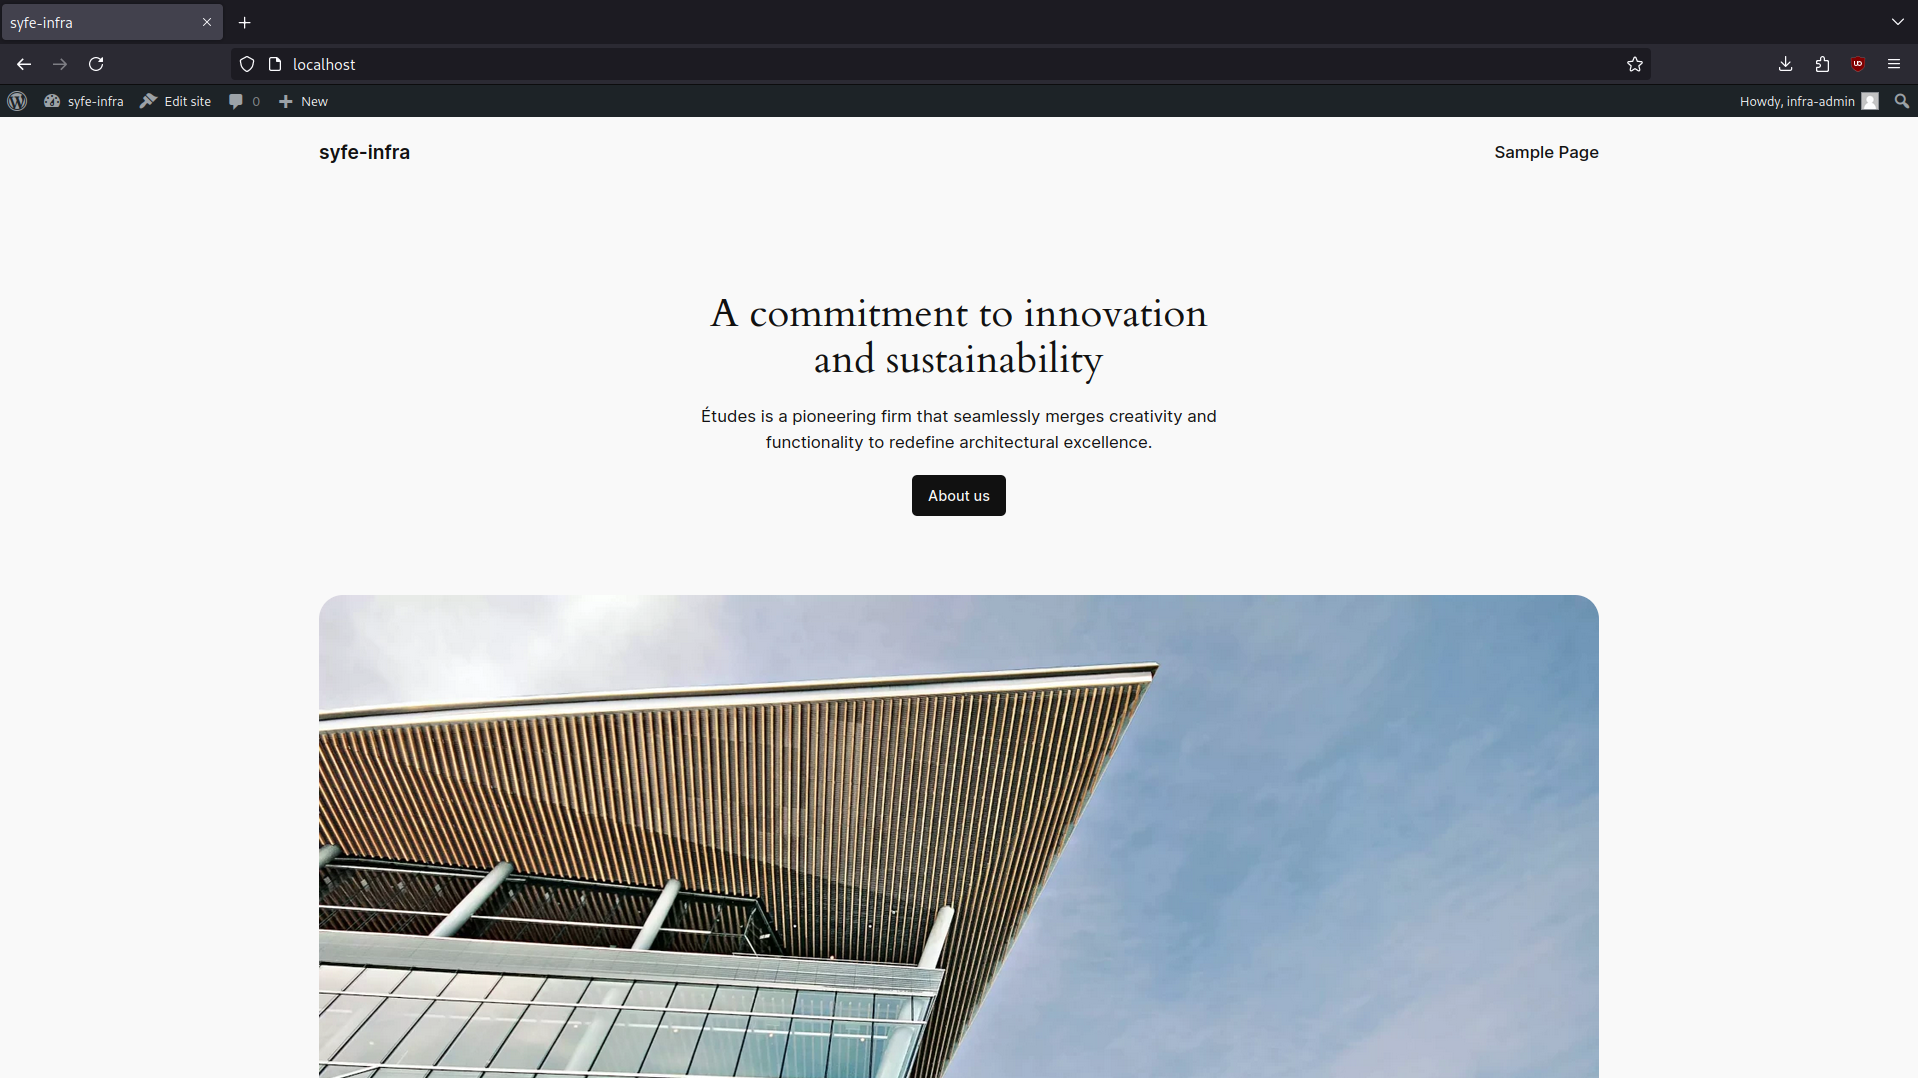 syfe-infra
localhost
syfe-infra Edit site 0 New Howdy, infra-admin
syfe-infra Sample Page
A commitment to innovation
and sustainability
Études is a pioneering firm that seamlessly merges creativity and
functionality to redefine architectural excellence.
About us